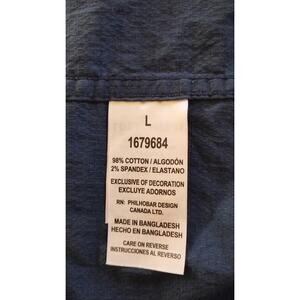 L
1679684
98% COTTON / ALGODÓN
2% SPANDEX / ELASTANO
EXCLUSIVE OF DECORATION
EXCLUYE ADORNOS
RN: PHILHOBAR DESIGN
CANADA LTD.
MADE IN BANGLADESH
HECHO EN BANGLADESH
CARE ON REVERSE
INSTRUCCIONES AL REVERSO